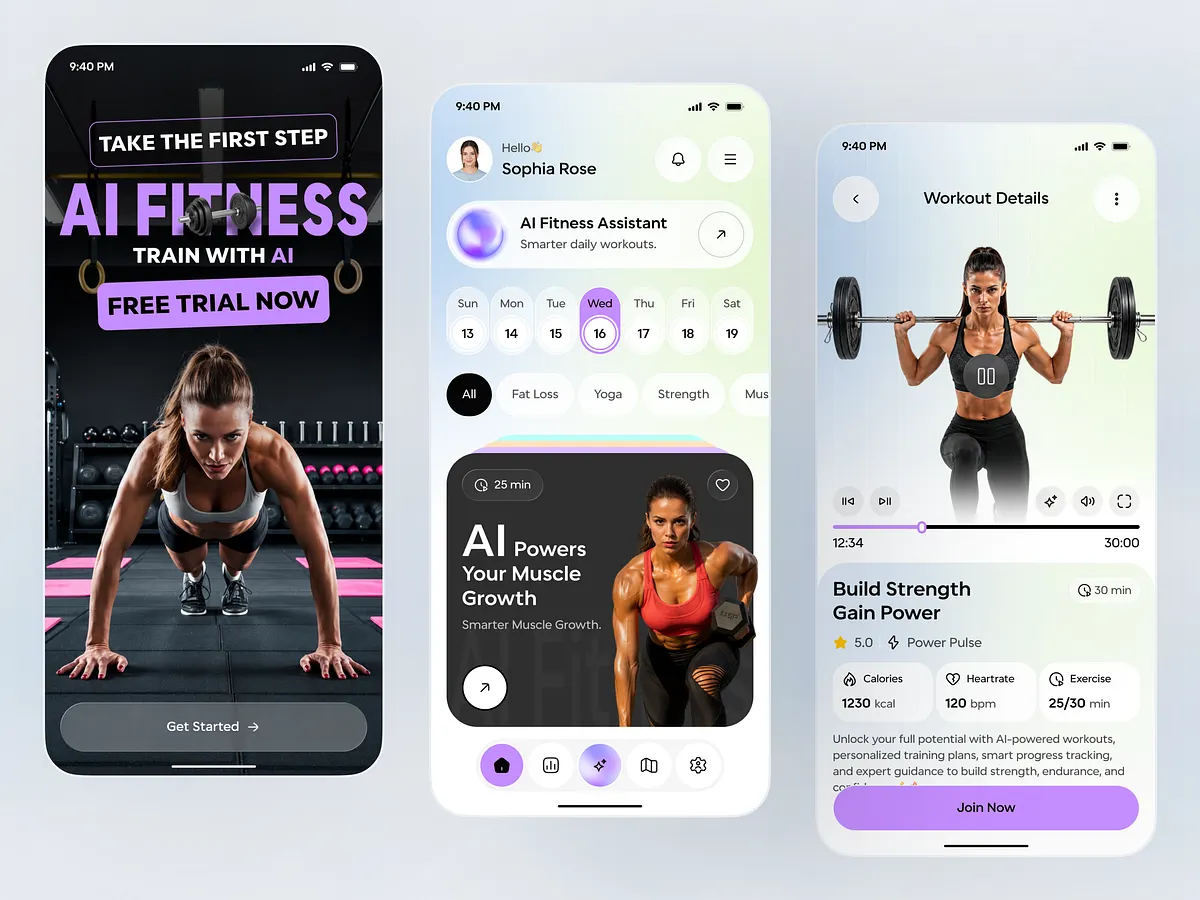 9:40 PM
TAKE THE FIRST STEP
AI FITNESS
TRAIN WITH AI
FREE TRIAL NOW
Get Started →
9:40 PM
Hello👋
Sophia Rose
AI Fitness Assistant
Smarter daily workouts.
Sun Mon Tue Wed Thu Fri Sat
13 14 15 16 17 18 19
All Fat Loss Yoga Strength Mus
25 min
AI Powers
Your Muscle
Growth
Smarter Muscle Growth.
AI Fit
9:40 PM
Workout Details
12:34 30:00
Build Strength
Gain Power
30 min
5.0 Power Pulse
Calories Heartrate Exercise
1230 kcal 120 bpm 25/30 min
Unlock your full potential with AI-powered workouts,
personalized training plans, smart progress tracking,
and expert guidance to build strength, endurance, and
Join Now